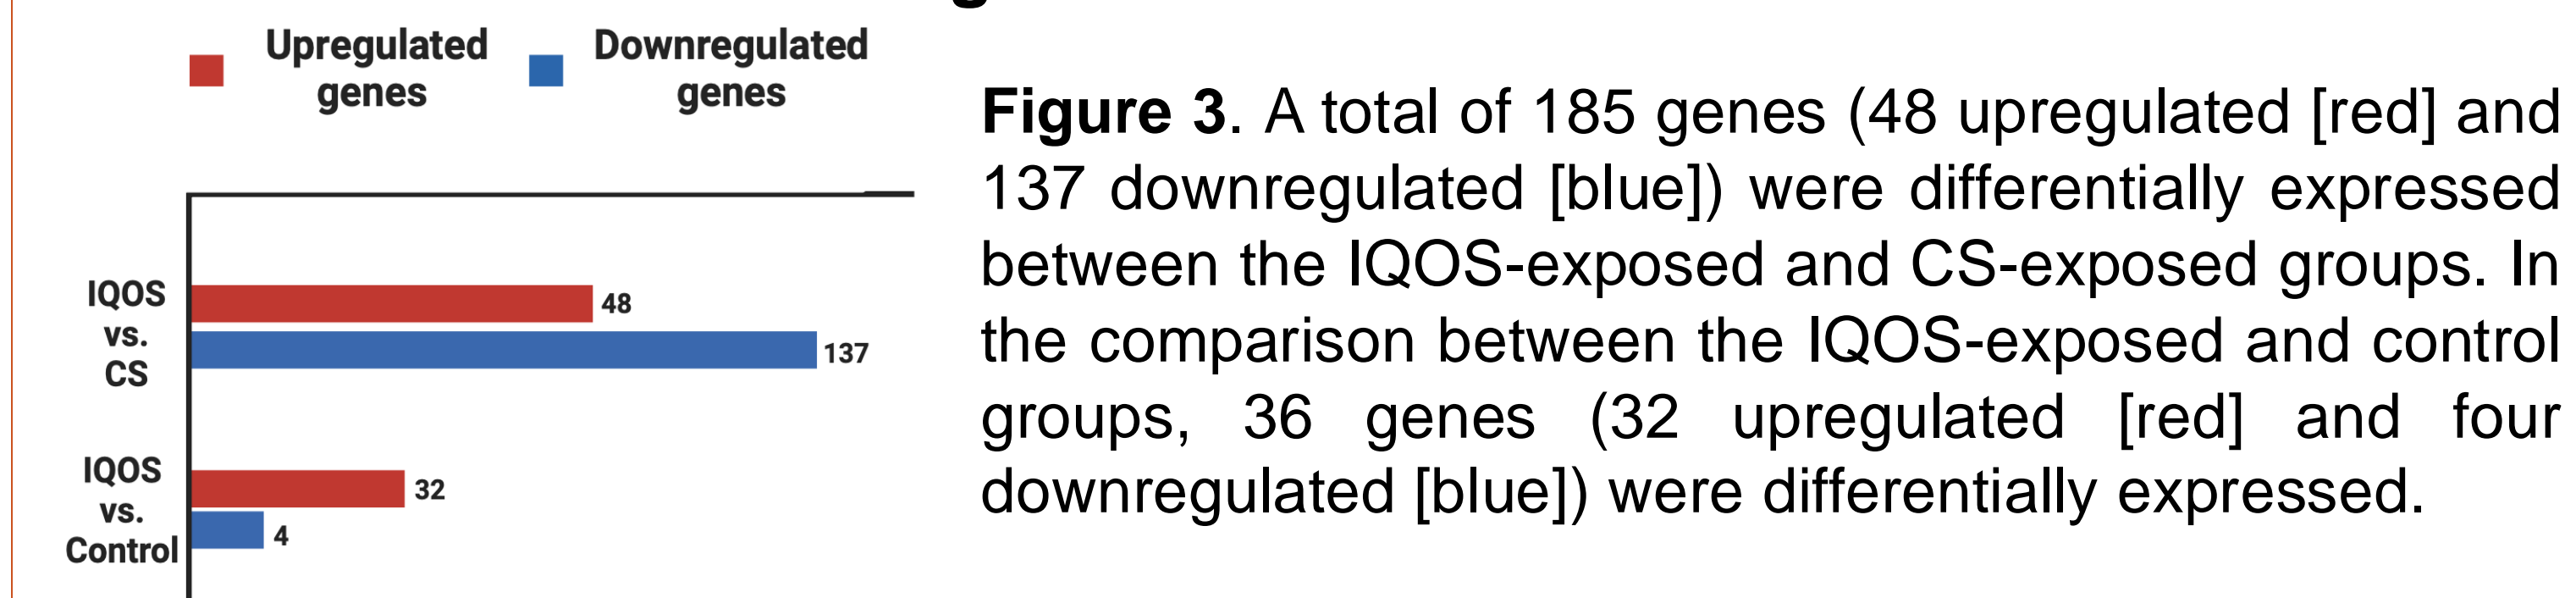 Upregulated
genes
Downregulated
genes
IQOS
vs.
CS
48
137
IQOS
vs.
Control
32
4
Figure 3. A total of 185 genes (48 upregulated [red] and
137 downregulated [blue]) were differentially expressed
between the IQOS-exposed and CS-exposed groups. In
the comparison between the IQOS-exposed and control
groups, 36 genes (32 upregulated [red] and four
downregulated [blue]) were differentially expressed.